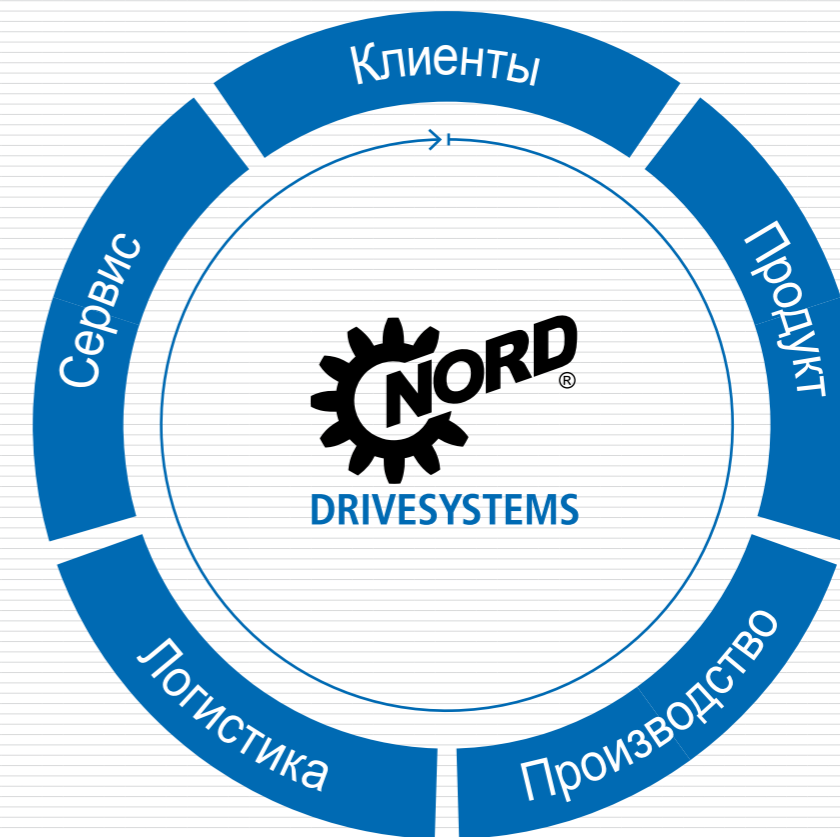 Клиенты
Продукт
Производство
Логистика
Сервис
NORD
®
DRIVESYSTEMS